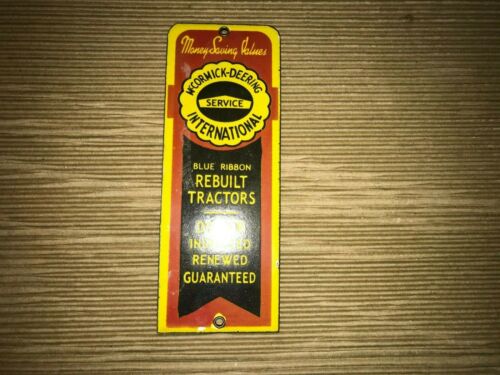 Money-Saving Values
McCORMICK-DEERING
SERVICE
INTERNATIONAL
BLUE RIBBON
REBUILT
TRACTORS
RENEWED
GUARANTEED